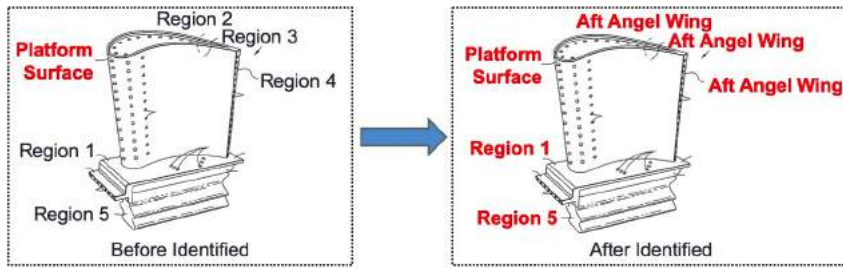 Region 2
Region 3
Platform
Surface
Region 4
Region 1
Region 5
Before Identified
Aft Angel Wing
Aft Angel Wing
Platform
Surface
Aft Angel Wing
Region 1
Region 5
After Identified